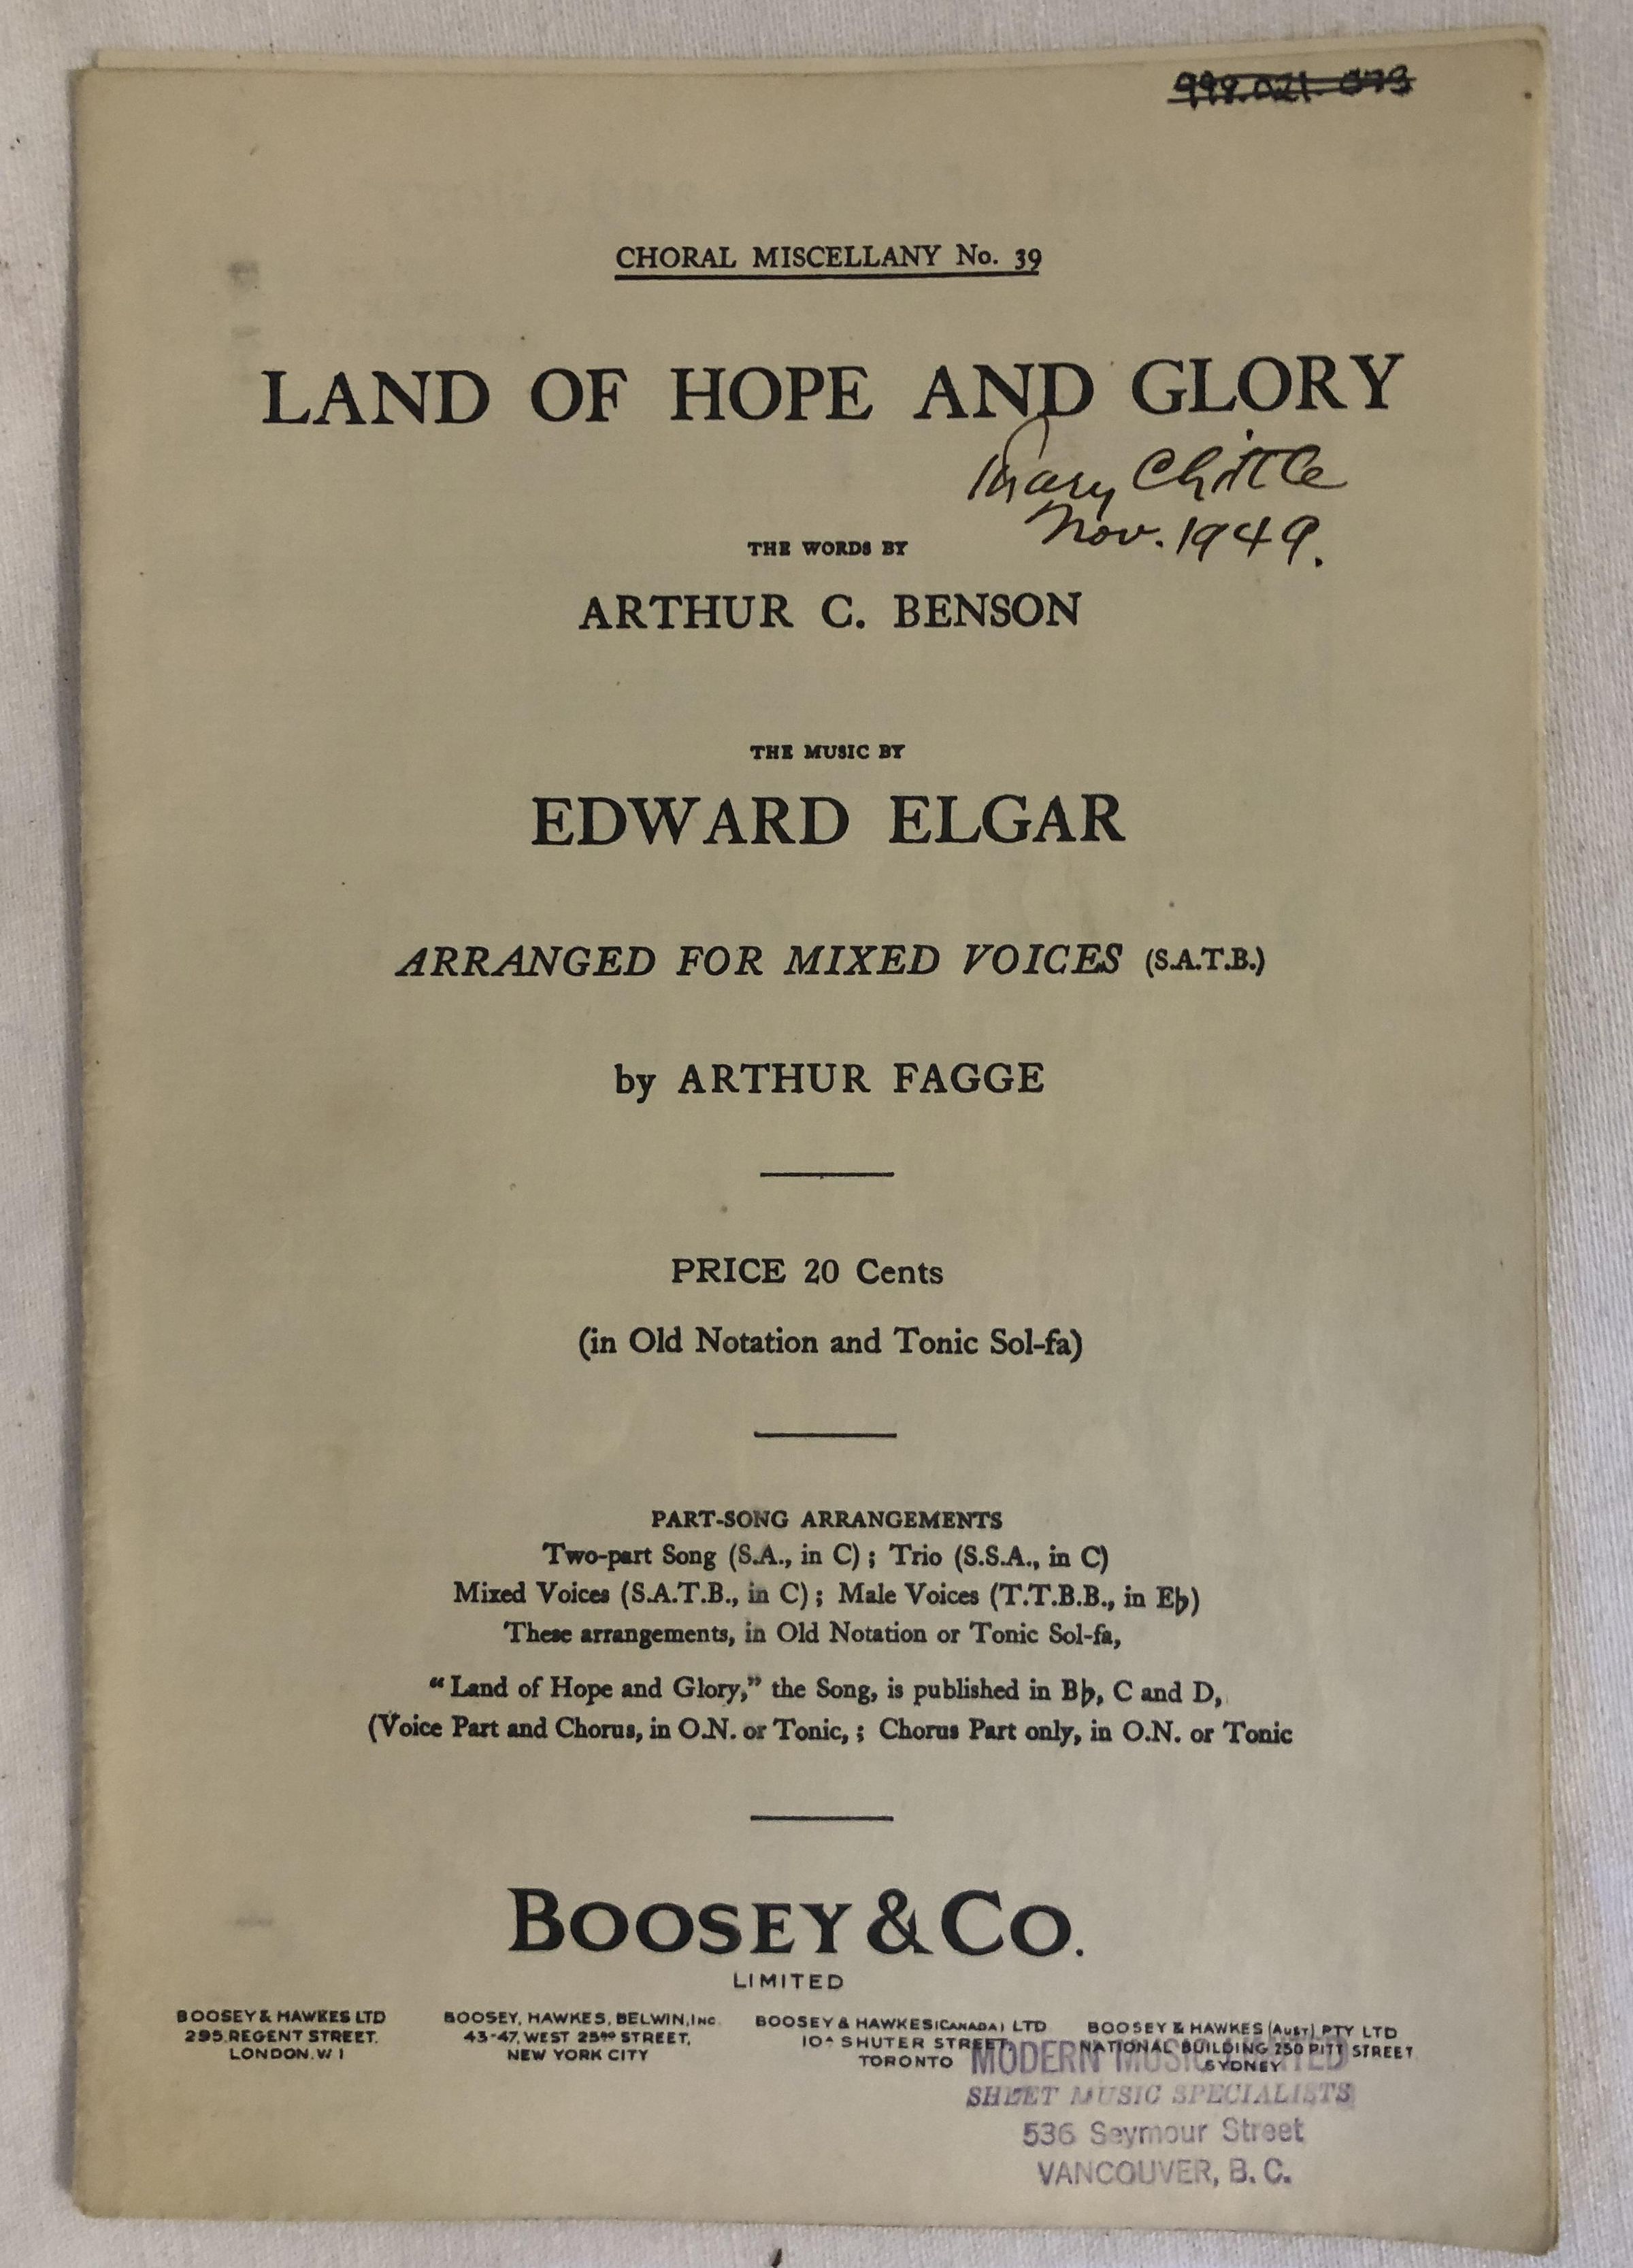 998.021.073
CHORAL MISCELLANY No. 39
LAND OF HOPE AND GLORY
Mary Chittle
Nov. 1949.
THE WORDS BY
ARTHUR C. BENSON
THE MUSIC BY
EDWARD ELGAR
ARRANGED FOR MIXED VOICES (S.A.T.B.)
by ARTHUR FAGGE
PRICE 20 Cents
(in Old Notation and Tonic Sol-fa)
PART-SONG ARRANGEMENTS
Two-part Song (S.A., in C) ; Trio (S.S.A., in C)
Mixed Voices (S.A.T.B., in C) ; Male Voices (T.T.B.B., in E♭)
These arrangements, in Old Notation or Tonic Sol-fa,
“Land of Hope and Glory,” the Song, is published in B♭, C and D,
(Voice Part and Chorus, in O.N. or Tonic, ; Chorus Part only, in O.N. or Tonic
BOOSEY & CO.
LIMITED
BOOSEY & HAWKES LTD
295, REGENT STREET,
LONDON. W 1
BOOSEY, HAWKES, BELWIN, INC.
43-47, WEST STREET,
NEW YORK CITY
BOOSEY & HAWKES (CANADA) LTD
SHUTER STREET,
TORONTO
BOOSEY & HAWKES (AUST) PTY LTD
NATIONAL BUILDING 250 PITT STREET
SYDNEY
MODERN MUSIC LIMITED
SHEET MUSIC SPECIALISTS
536 Seymour Street
VANCOUVER, B. C.